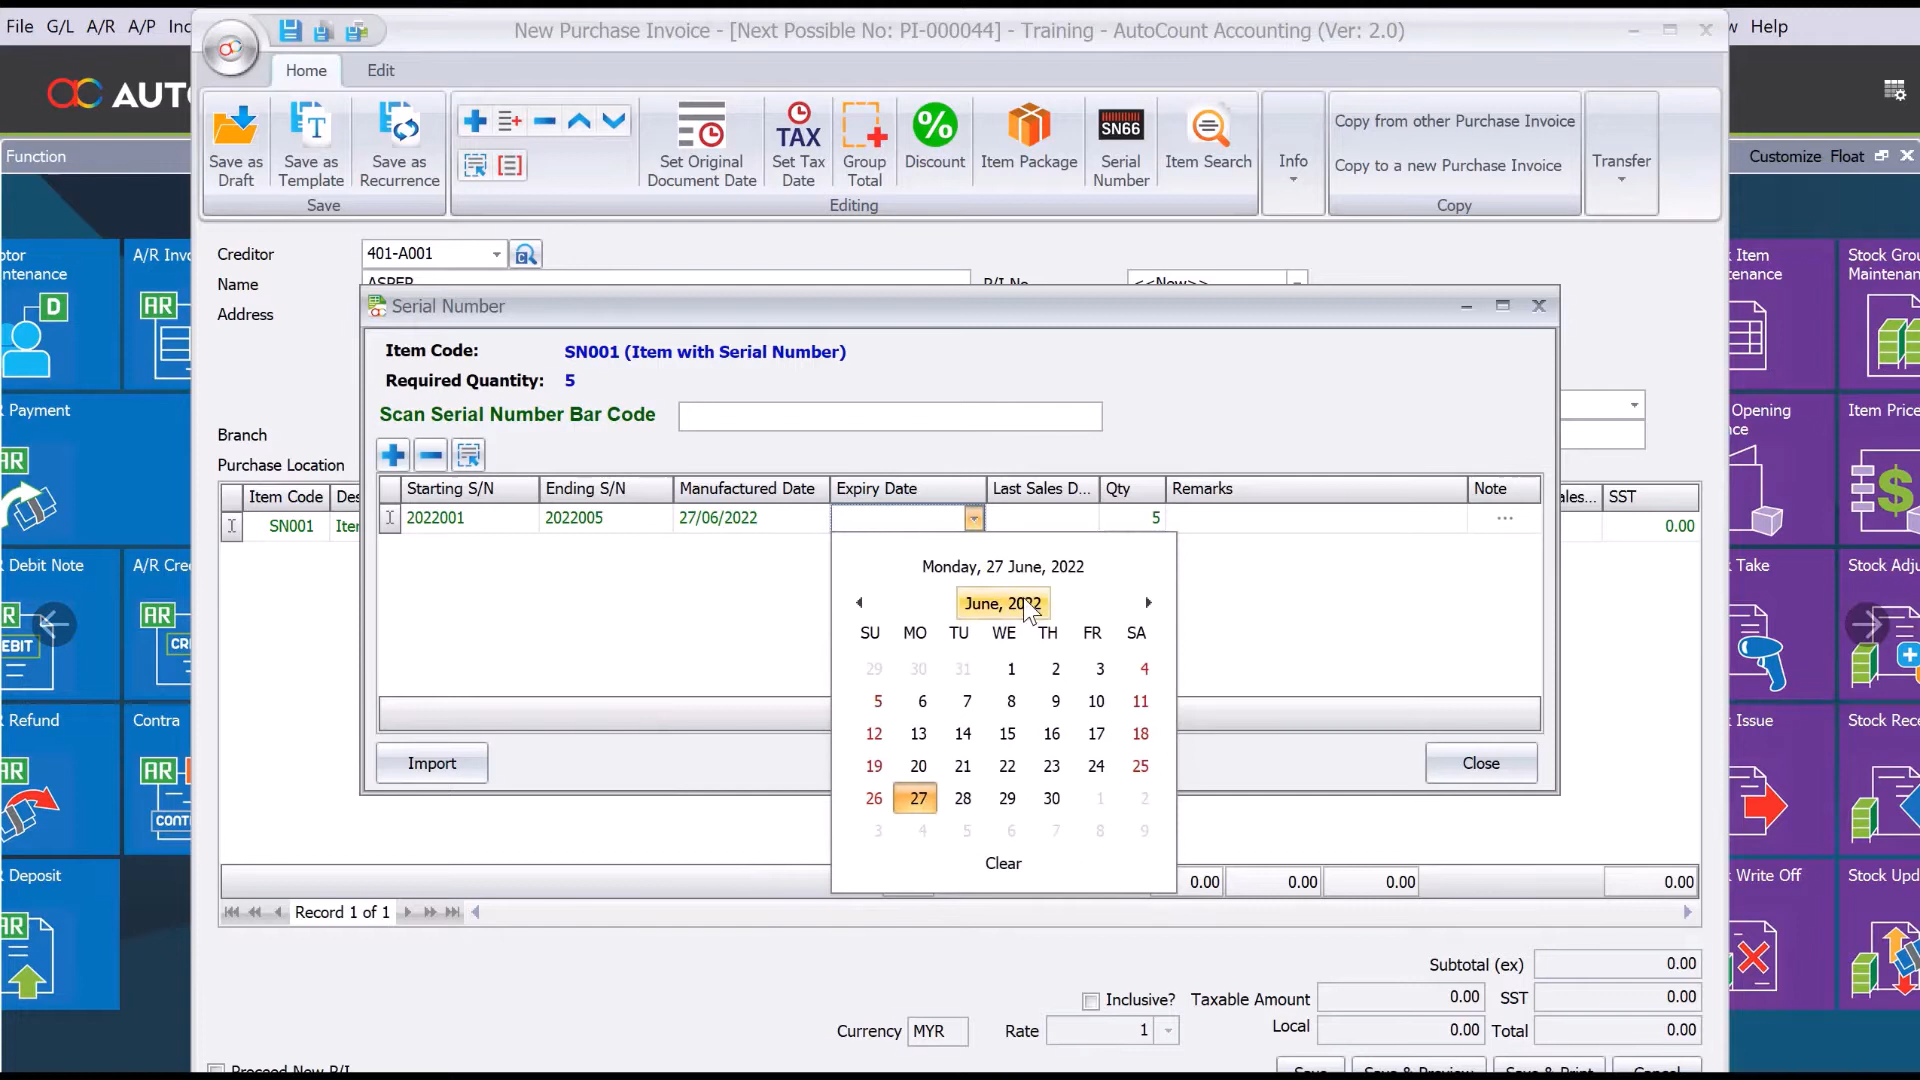 File G/L A/R A/P
New Purchase Invoice - [Next Possible No: PI-000044] - Training - AutoCount Accounting (Ver: 2.0)
Help
Home Edit
Save as Draft
Save as Template
Save as Recurrence
Save
Set Original Document Date
TAX
Set Tax Date
Group Total
%
Discount
Item Package
SN66
Serial Number
Item Search
Editing
Info
Copy from other Purchase Invoice
Copy to a new Purchase Invoice
Copy
Transfer
Function
Customize Float
Creditor 401-A001
Name
Address
Branch
Purchase Location
Item Code
SN001
SST
0.00
Serial Number
Item Code: SN001 (Item with Serial Number)
Required Quantity: 5
Scan Serial Number Bar Code
Starting S/N Ending S/N Manufactured Date Expiry Date Last Sales D... Qty Remarks Note
2022001 2022005 27/06/2022 5 ...
Monday, 27 June, 2022
June, 2022
SU MO TU WE TH FR SA
29 30 31 1 2 3 4
5 6 7 8 9 10 11
12 13 14 15 16 17 18
19 20 21 22 23 24 25
26 27 28 29 30 1 2
3 4 5 6 7 8 9
Clear
Import
Close
0.00 0.00 0.00 0.00
Record 1 of 1
Subtotal (ex) 0.00
Inclusive? Taxable Amount 0.00 SST 0.00
Currency MYR Rate 1 Local 0.00 Total 0.00
A/R
Payment
Debit Note
Refund
Contra
Deposit
AR
D
Item
Stock
Maintenance
Opening
Item Price
Take
Issue
Write Off